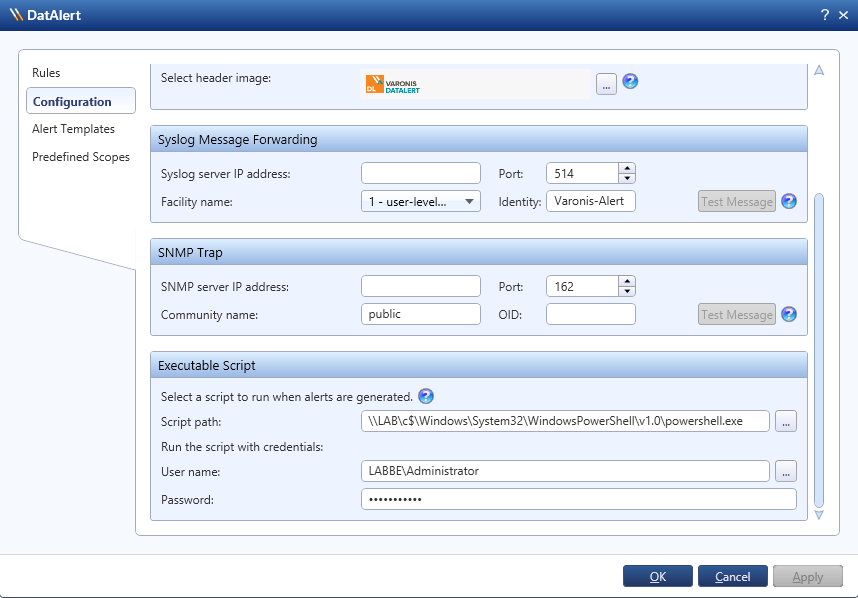 DatAlert
? ×
Rules
Configuration
Alert Templates
Predefined Scopes
Select header image:
DL VARONIS
DATALERT
... ?
Syslog Message Forwarding
Syslog server IP address: Port: 514
Facility name: 1 - user-level... Identity: Varonis-Alert Test Message ?
SNMP Trap
SNMP server IP address: Port: 162
Community name: public OID: Test Message ?
Executable Script
Select a script to run when alerts are generated. ?
Script path: \\LAB\c$\Windows\System32\WindowsPowerShell\v1.0\powershell.exe ...
Run the script with credentials:
User name: LABBE\Administrator ...
Password: •••••••••••
OK Cancel Apply